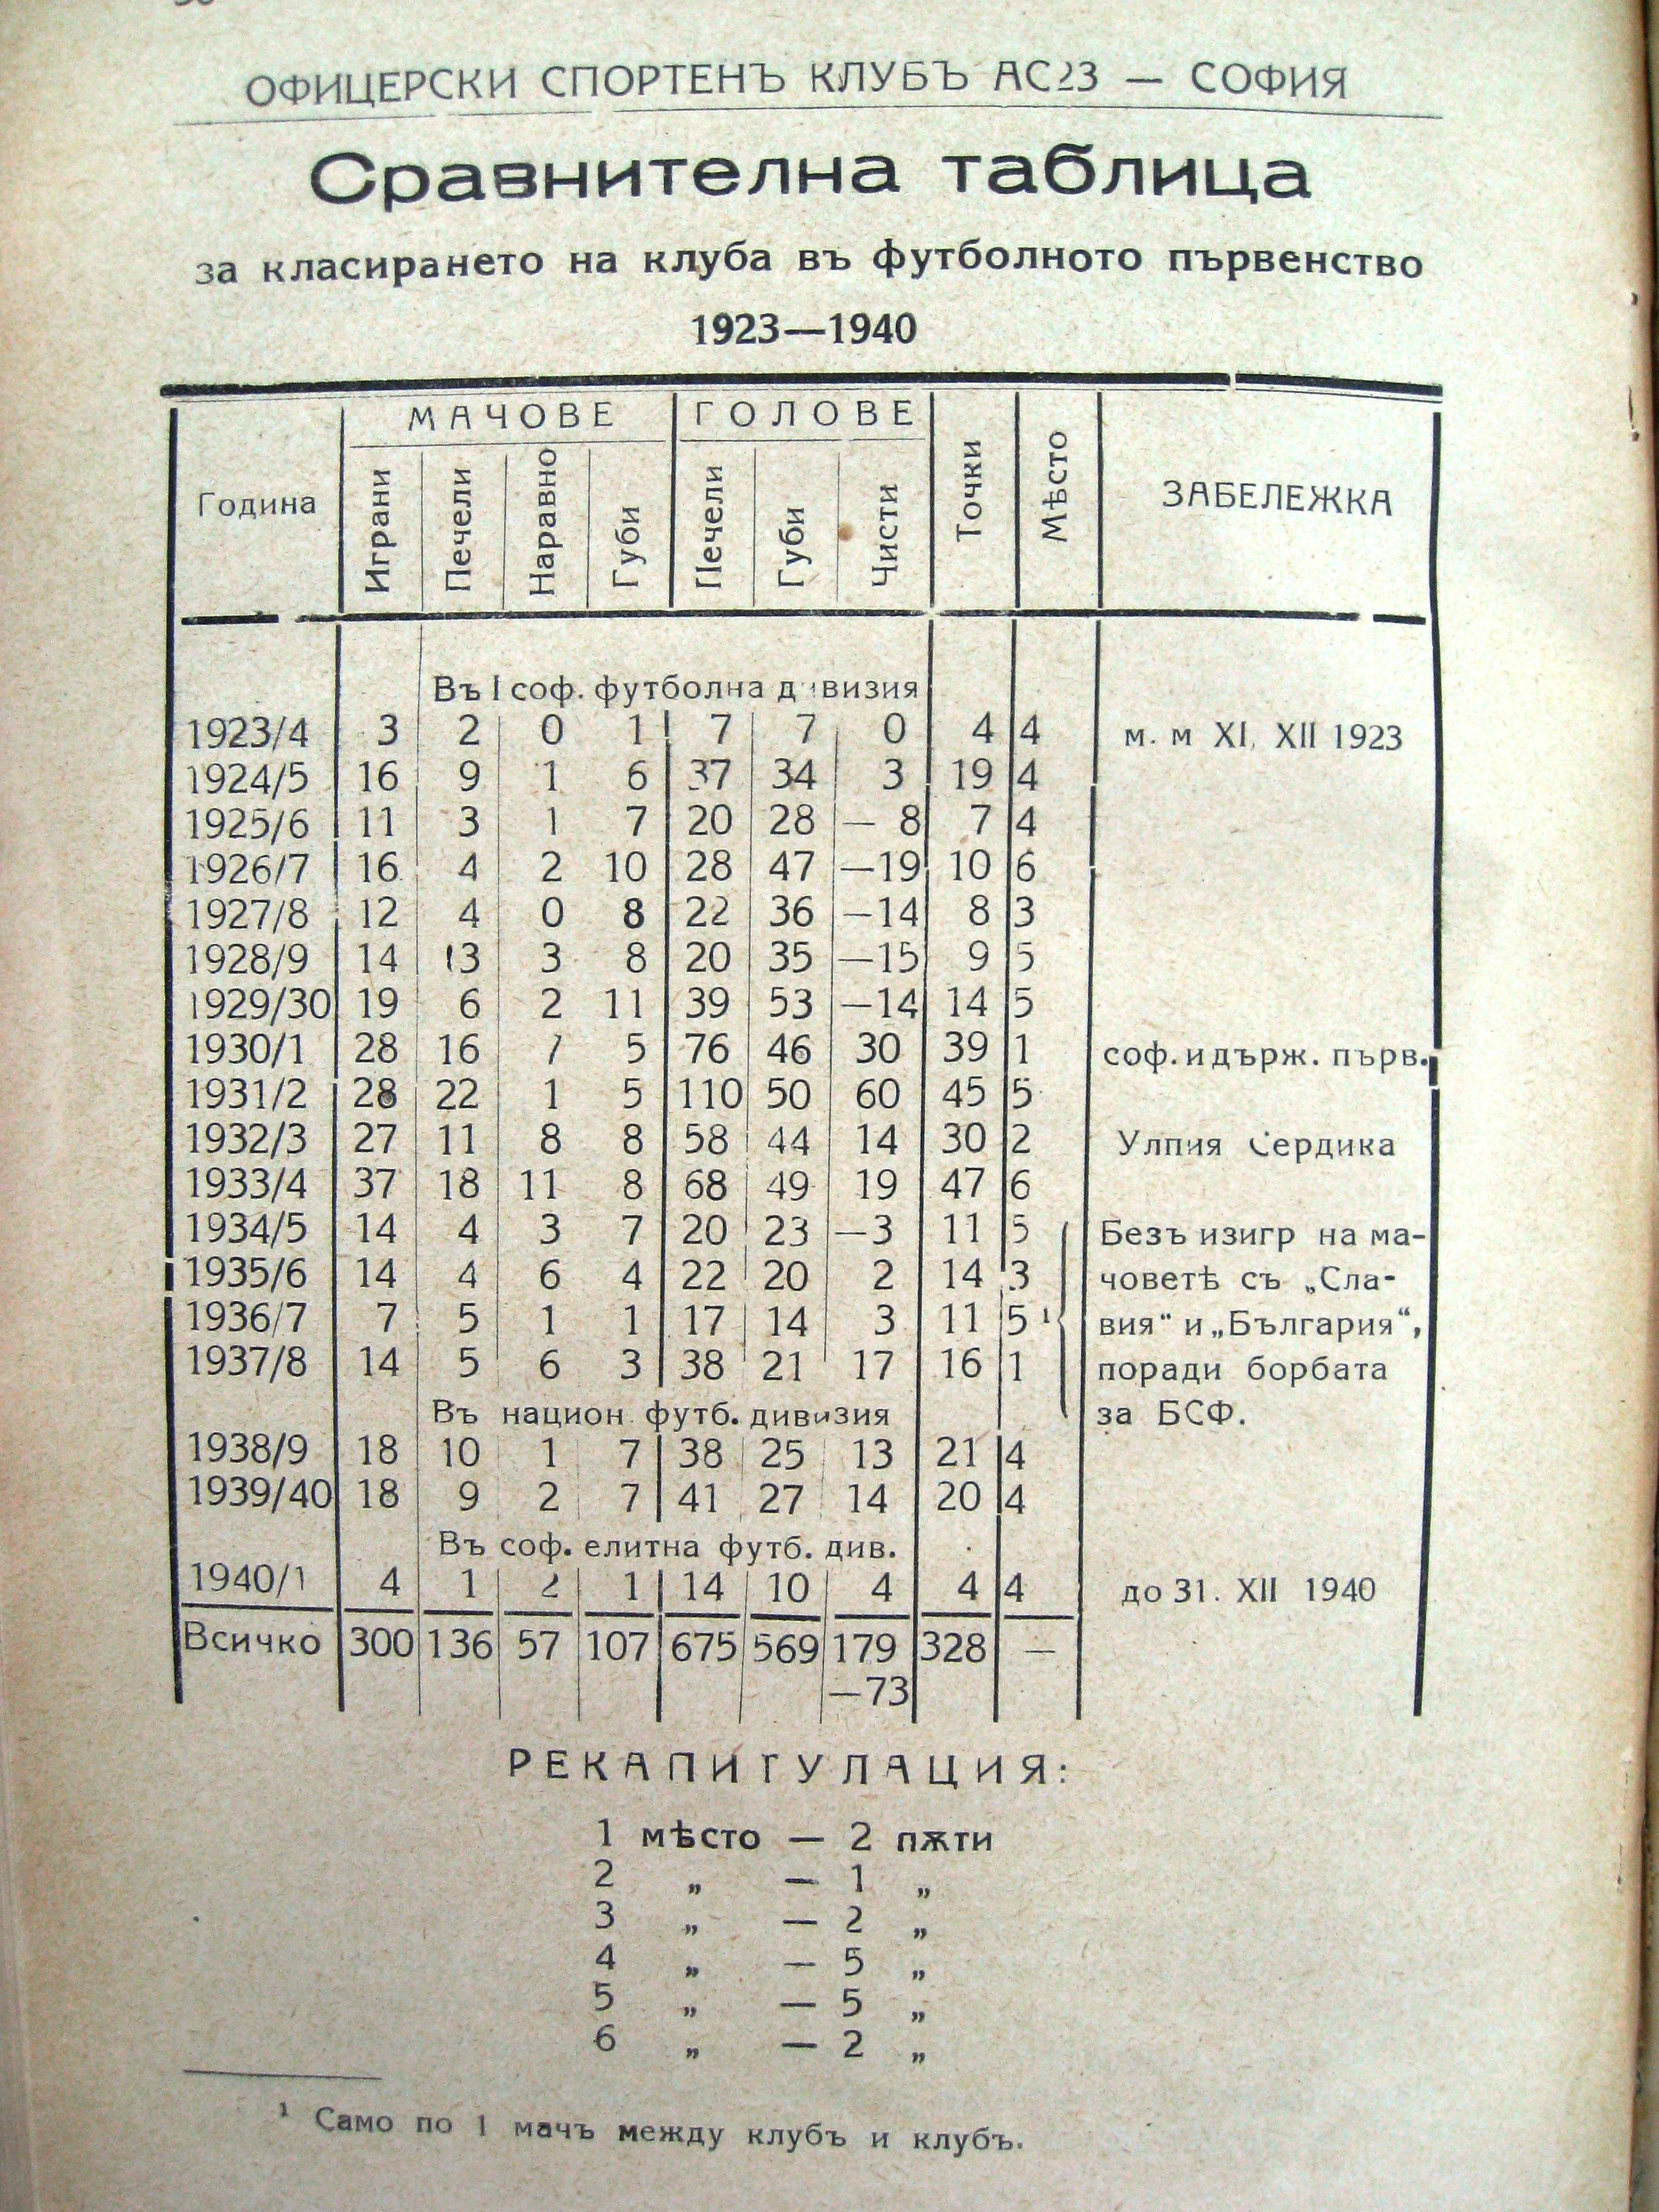 ОФИЦЕРСКИ СПОРТЕНЪ КЛУБЪ АС23 — СОФИЯ
Сравнителна таблица
за класирането на клуба въ футболното първенство
1923—1940
Година МАЧОВЕ ГОЛОВЕ Точки Мѣсто ЗАБЕЛЕЖКА
Играни Печели Наравно Губи Печели Губи Чисти
Въ I соф. футболна дивизия
1923/4 3 2 0 1 7 7 0 4 4 м. м XI, XII 1923
1924/5 16 9 1 6 37 34 3 19 4
1925/6 11 3 1 7 20 28 — 8 7 4
1926/7 16 4 2 10 28 47 —19 10 6
1927/8 12 4 0 8 22 36 —14 8 3
1928/9 14 13 3 8 20 35 —15 9 5
1929/30 19 6 2 11 39 53 —14 14 5
1930/1 28 16 7 5 76 46 30 39 1 соф. и държ. първ.
1931/2 28 22 1 5 110 50 60 45 5
1932/3 27 11 8 8 58 44 14 30 2 Улпия Сердика
1933/4 37 18 11 8 68 49 19 47 6
1934/5 14 4 3 7 20 23 —3 11 5 Безъ изигр на ма-
1935/6 14 4 6 4 22 20 2 14 3 човетѣ съ „Сла-
1936/7 7 5 1 1 17 14 3 11 5 ¹ вия“ и „България“,
1937/8 14 5 6 3 38 21 17 16 1 поради борбата
Въ национ. футб. дивизия за БСФ.
1938/9 18 10 1 7 38 25 13 21 4
1939/40 18 9 2 7 41 27 14 20 4
Въ соф. елитна футб. див.
1940/1 4 1 2 1 14 10 4 4 4 до 31. XII 1940
Всичко 300 136 57 107 675 569 179 328 —
—73
РЕКАПИТУЛАЦИЯ:
1 мѣсто — 2 пѫти
2 „ — 1 „
3 „ — 2 „
4 „ — 5 „
5 „ — 5 „
6 „ — 2 „
¹ Само по 1 мачъ между клубъ и клубъ.